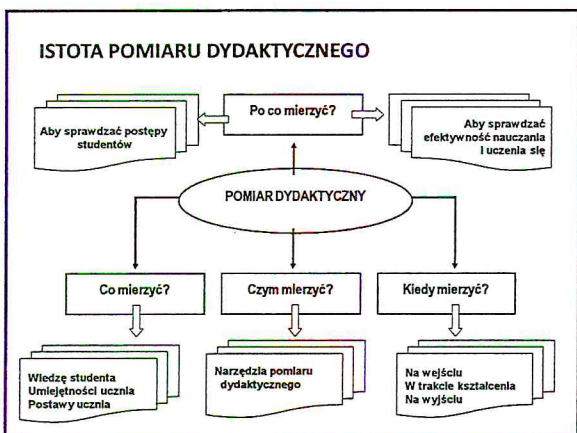 ISTOTA POMIARU DYDAKTYCZNEGO
Po co mierzyć?
Aby sprawdzać postępy
studentów
Aby sprawdzać
efektywność nauczania
i uczenia się
POMIAR DYDAKTYCZNY
Co mierzyć?
Czym mierzyć?
Kiedy mierzyć?
Wiedzę studenta
Umiejętności ucznia
Postawy ucznia
Narzędzia pomiaru
dydaktycznego
Na wejściu
W trakcie kształcenia
Na wyjściu